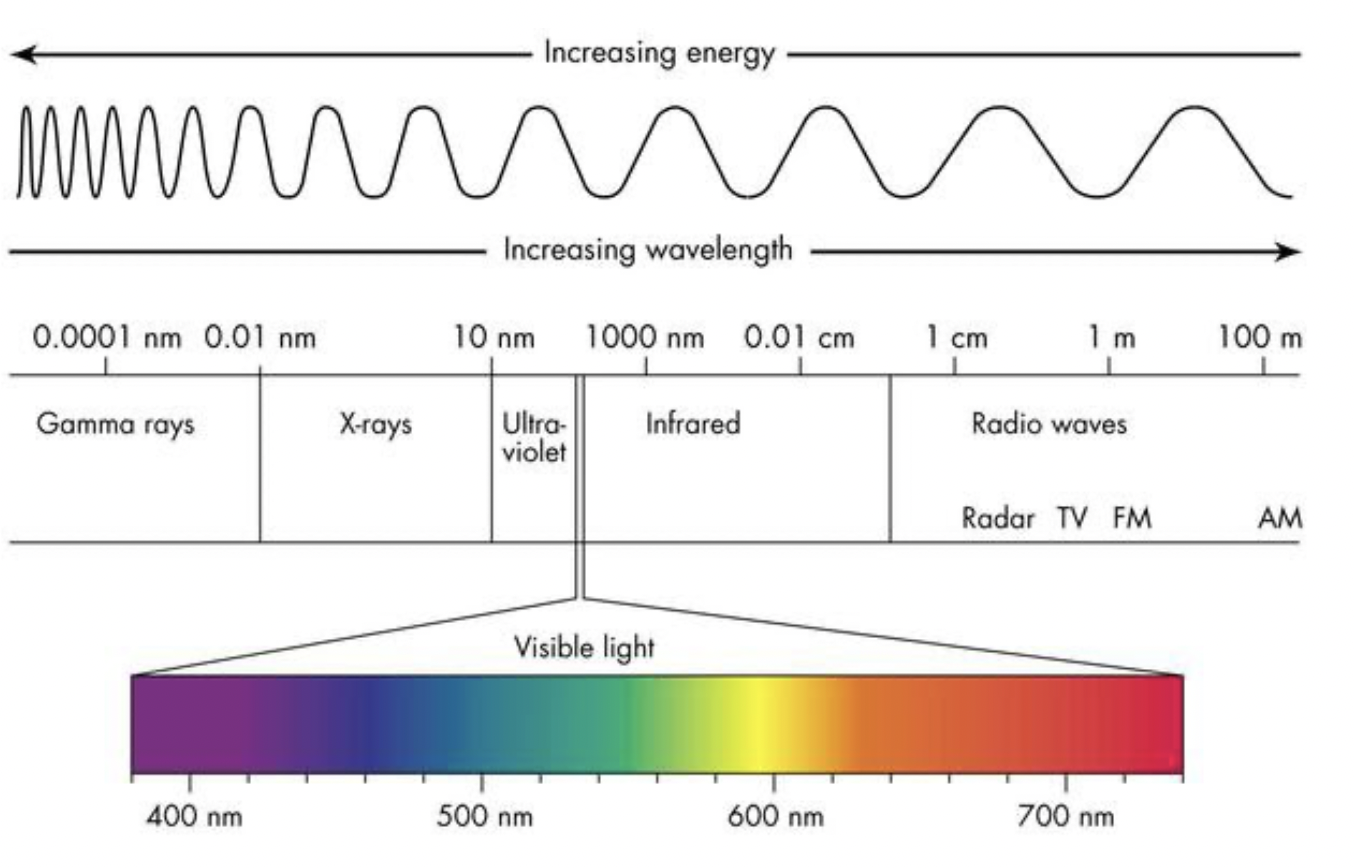 Increasing energy
Increasing wavelength
0.0001 nm 0.01 nm 10 nm 1000 nm 0.01 cm 1 cm 1 m 100 m
Gamma rays X-rays Ultra- Infrared Radio waves
violet
Radar TV FM AM
Visible light
400 nm 500 nm 600 nm 700 nm